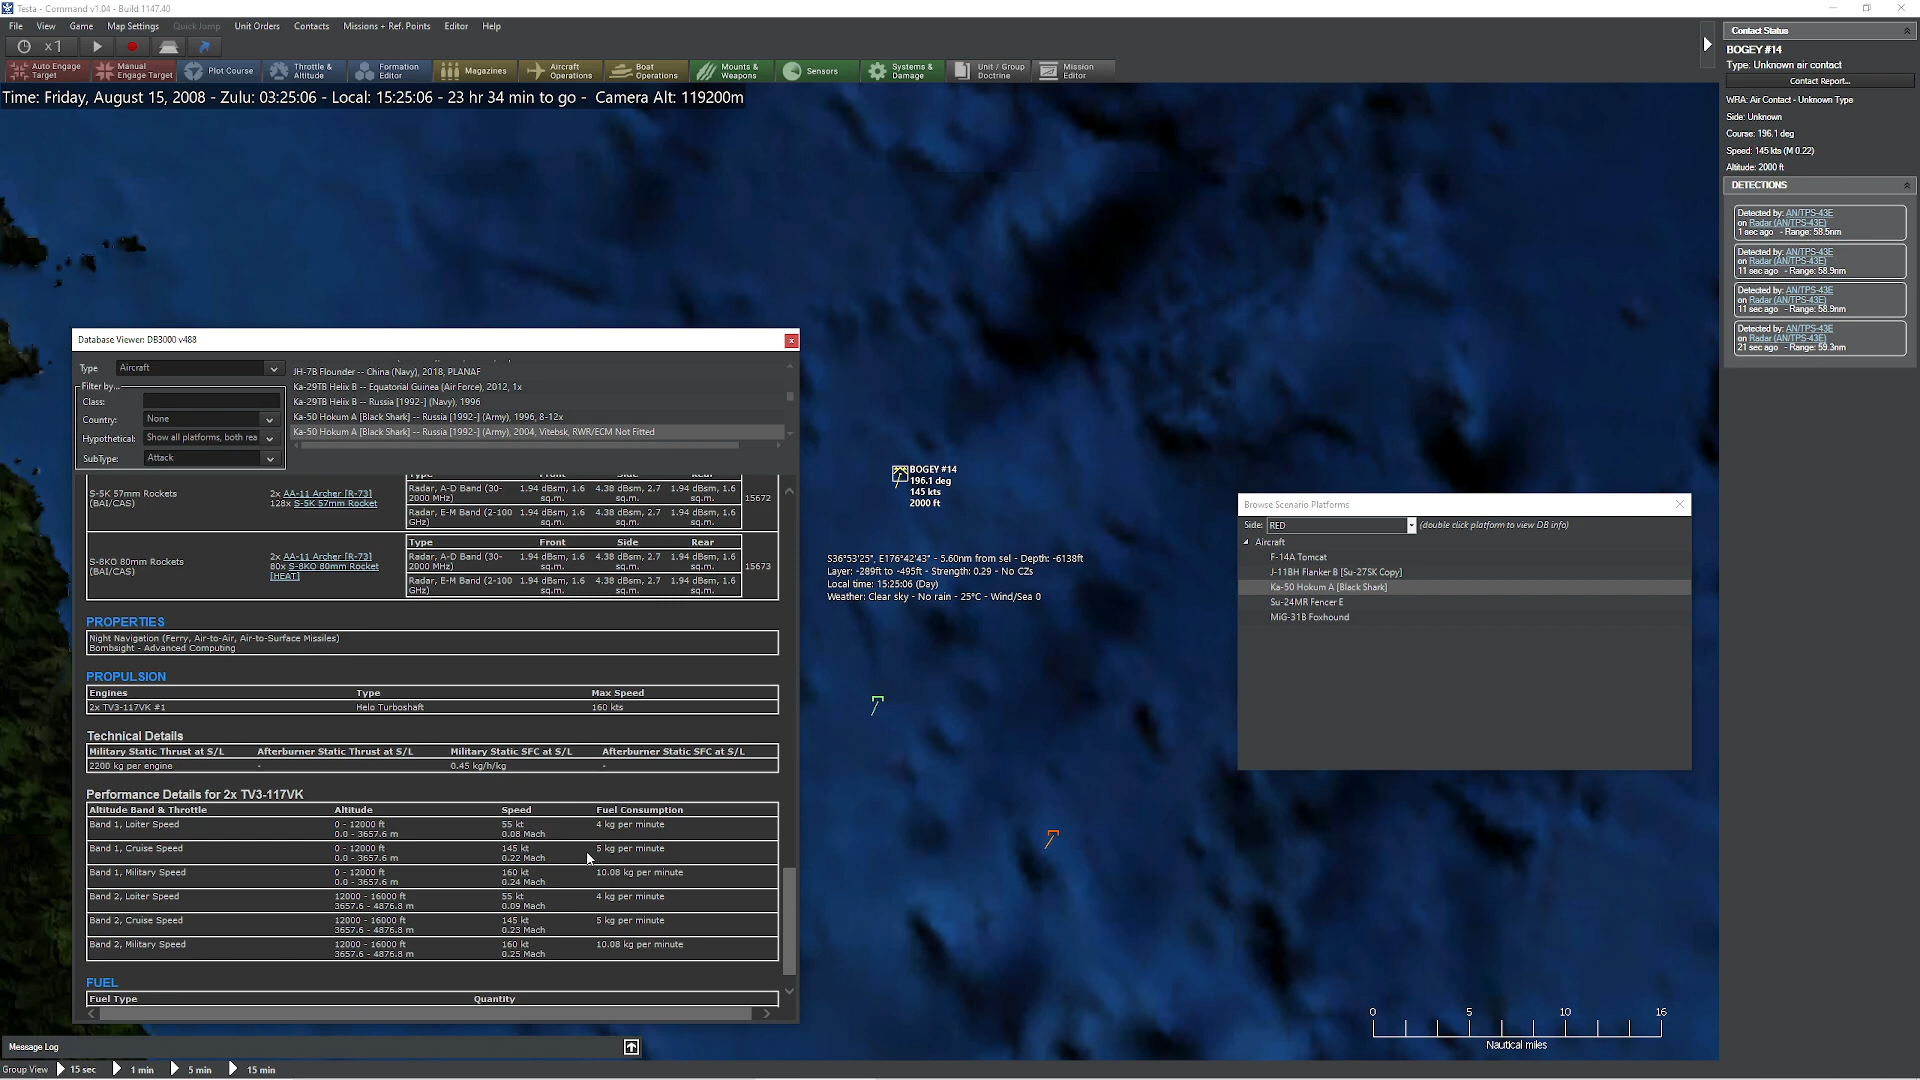 Testa - Command v1.04 - Build 1147.40
File View Game Map Settings Quick Jump Unit Orders Contacts Missions + Ref. Points Editor Help
x1
Auto Engage Target
Manual Engage Target
Plot Course
Throttle & Altitude
Formation Editor
Magazines
Aircraft Operations
Boat Operations
Mounts & Weapons
Sensors
Systems & Damage
Unit / Group Doctrine
Mission Editor
Time: Friday, August 15, 2008 - Zulu: 03:25:06 - Local: 15:25:06 - 23 hr 34 min to go - Camera Alt: 119200m
Contact Status
BOGEY #14
Type: Unknown air contact
Contact Report...
WRA: Air Contact - Unknown Type
Side: Unknown
Course: 196.1 deg
Speed: 145 kts (M 0.22)
Altitude: 2000 ft
DETECTIONS
Detected by: AN/TPS-43E
on Radar (AN/TPS-43E)
1 sec ago - Range: 58.5nm
Detected by: AN/TPS-43E
on Radar (AN/TPS-43E)
11 sec ago - Range: 58.9nm
Detected by: AN/TPS-43E
on Radar (AN/TPS-43E)
11 sec ago - Range: 58.9nm
Detected by: AN/TPS-43E
on Radar (AN/TPS-43E)
21 sec ago - Range: 59.3nm
Database Viewer: DB3000 v488
x
Type Aircraft
Filter by...
Class:
Country: None
Hypothetical: Show all platforms, both rea
SubType: Attack
JH-7B Flounder -- China (Navy), 2018, PLANAF
Ka-29TB Helix B -- Equatorial Guinea (Air Force), 2012, 1x
Ka-29TB Helix B -- Russia [1992-] (Navy), 1996
Ka-50 Hokum A [Black Shark] -- Russia [1992-] (Army), 1996, 8-12x
Ka-50 Hokum A [Black Shark] -- Russia [1992-] (Army), 2004, Vitebsk, RWR/ECM Not Fitted
Type Front Side Rear
S-5K 57mm Rockets (BAI/CAS)
2x AA-11 Archer [R-73]
128x S-5K 57mm Rocket
Radar, A-D Band (30-2000 MHz) 1.94 dBsm, 1.6 sq.m. 4.38 dBsm, 2.7 sq.m. 1.94 dBsm, 1.6 sq.m.
Radar, E-M Band (2-100 GHz) 1.94 dBsm, 1.6 sq.m. 4.38 dBsm, 2.7 sq.m. 1.94 dBsm, 1.6 sq.m.
15672
S-8KO 80mm Rockets (BAI/CAS)
2x AA-11 Archer [R-73]
80x S-8KO 80mm Rocket [HEAT]
Type Front Side Rear
Radar, A-D Band (30-2000 MHz) 1.94 dBsm, 1.6 sq.m. 4.38 dBsm, 2.7 sq.m. 1.94 dBsm, 1.6 sq.m.
Radar, E-M Band (2-100 GHz) 1.94 dBsm, 1.6 sq.m. 4.38 dBsm, 2.7 sq.m. 1.94 dBsm, 1.6 sq.m.
15673
PROPERTIES
Night Navigation (Ferry, Air-to-Air, Air-to-Surface Missiles)
Bombsight - Advanced Computing
PROPULSION
Engines Type Max Speed
2x TV3-117VK #1 Helo Turboshaft 160 kts
Technical Details
Military Static Thrust at S/L Afterburner Static Thrust at S/L Military Static SFC at S/L Afterburner Static SFC at S/L
2200 kg per engine - 0.45 kg/h/kg -
Performance Details for 2x TV3-117VK
Altitude Band & Throttle Altitude Speed Fuel Consumption
Band 1, Loiter Speed 0 - 12000 ft 55 kt 4 kg per minute
0.0 - 3657.6 m 0.08 Mach
Band 1, Cruise Speed 0 - 12000 ft 145 kt 5 kg per minute
0.0 - 3657.6 m 0.22 Mach
Band 1, Military Speed 0 - 12000 ft 160 kt 10.08 kg per minute
0.0 - 3657.6 m 0.24 Mach
Band 2, Loiter Speed 12000 - 16000 ft 55 kt 4 kg per minute
3657.6 - 4876.8 m 0.09 Mach
Band 2, Cruise Speed 12000 - 16000 ft 145 kt 5 kg per minute
3657.6 - 4876.8 m 0.23 Mach
Band 2, Military Speed 12000 - 16000 ft 160 kt 10.08 kg per minute
3657.6 - 4876.8 m 0.25 Mach
FUEL
Fuel Type Quantity
BOGEY #14
196.1 deg
145 kts
2000 ft
S36°53'25", E176°42'43" - 5.60nm from sel - Depth: -6138ft
Layer: -289ft to -495ft - Strength: 0.29 - No CZs
Local time: 15:25:06 (Day)
Weather: Clear sky - No rain - 25°C - Wind/Sea 0
Browse Scenario Platforms
Side: RED (double click platform to view DB info)
Aircraft
F-14A Tomcat
J-11BH Flanker B [Su-27SK Copy]
Ka-50 Hokum A [Black Shark]
Su-24MR Fencer E
MiG-31B Foxhound
0 5 10 16
Nautical miles
Message Log
Group View 15 sec 1 min 5 min 15 min